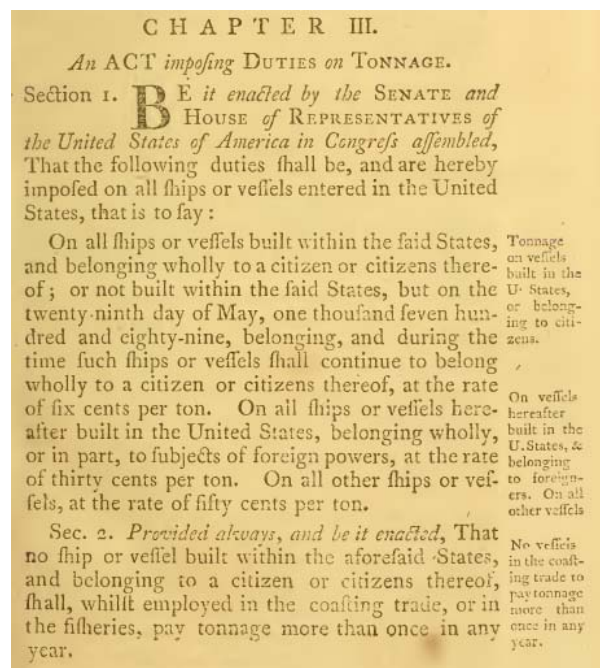 CHAPTER III.
An ACT impoſing DUTIES on TONNAGE.
Section 1. BE it enacted by the SENATE and
HOUSE of REPRESENTATIVES of
the United States of America in Congreſs aſſembled,
That the following duties ſhall be, and are hereby
impoſed on all ſhips or veſſels entered in the United
States, that is to ſay :
On all ſhips or veſſels built within the ſaid States,
and belonging wholly to a citizen or citizens there-
of ; or not built within the ſaid States, but on the
twenty-ninth day of May, one thouſand ſeven hun-
dred and eighty-nine, belonging, and during the
time ſuch ſhips or veſſels ſhall continue to belong
wholly to a citizen or citizens thereof, at the rate
of ſix cents per ton. On all ſhips or veſſels here-
after built in the United States, belonging wholly,
or in part, to ſubjects of foreign powers, at the rate
of thirty cents per ton. On all other ſhips or veſ-
ſels, at the rate of fifty cents per ton.
Sec. 2. Provided always, and be it enacted, That
no ſhip or veſſel built within the aforeſaid States,
and belonging to a citizen or citizens thereof,
ſhall, whilſt employed in the coaſting trade, or in
the fiſheries, pay tonnage more than once in any
year.
Tonnage
on veſſels
built in the
U. States,
or belong-
ing to citi-
zens.
On veſſels
hereafter
built in the
U.States, &
belonging
to foreign-
ers. On all
other veſſels
No veſſels
in the coaſt-
ing trade to
pay tonnage
more than
once in any
year.